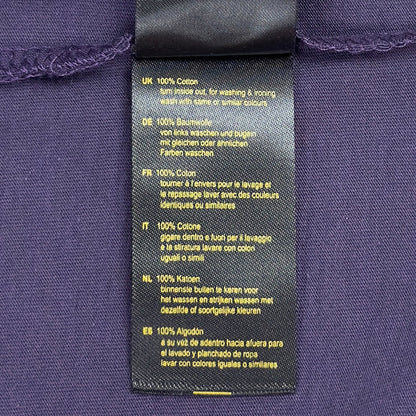 UK 100% Cotton
turn inside out, for washing & ironing
wash with same or similar colours
DE 100% Baumwolle
von links waschen und bugeln
mit gleichen oder ähnlichen
Farben waschen
FR 100% Coton
tourner à l'envers pour le lavage et
le repassage laver avec des couleurs
identiques ou similaires
IT 100% Cotone
gigare dentro e fuori per il lavaggio
e la stiratura lavare con colori
uguali o simili
NL 100% Katoen
binnenste buiten te keren voor
het wassen en strijken wassen met
dezelfde of soortgelijke kleuren
ES 100% Algodón
a su vez de adentro hacia afuera para
el lavado y planchado de ropa
lavar con colores iguales o similares